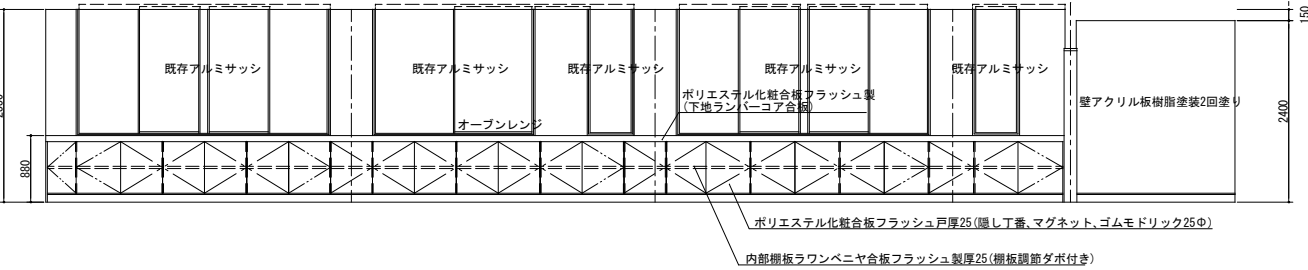 150
既存アルミサッシ
既存アルミサッシ
既存アルミサッシ
既存アルミサッシ
既存アルミサッシ
ポリエステル化粧合板フラッシュ製
(下地ランバーコア合板)
壁アクリル板樹脂塗装2回塗り
2400
オーブンレンジ
880
ポリエステル化粧合板フラッシュ戸厚25(隠し丁番、マグネット、ゴムモドリック25Φ)
内部棚板ラワンベニヤ合板フラッシュ製厚25(棚板調節ダボ付き)